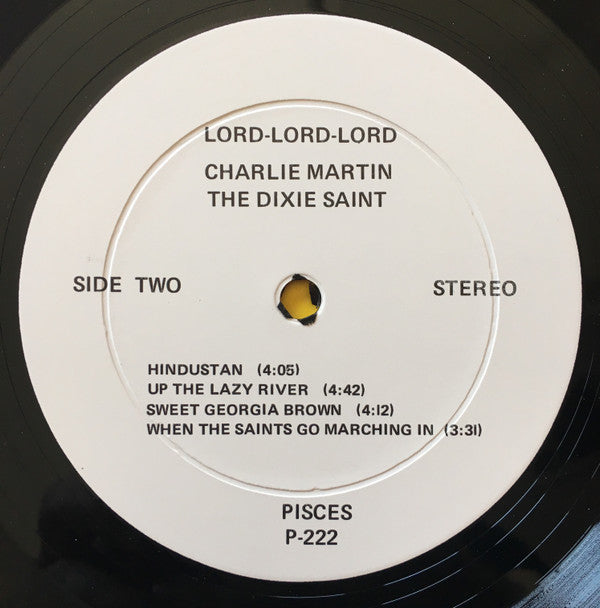 LORD-LORD-LORD
CHARLIE MARTIN
THE DIXIE SAINT
SIDE TWO STEREO
HINDUSTAN (4:05)
UP THE LAZY RIVER (4:42)
SWEET GEORGIA BROWN (4:12)
WHEN THE SAINTS GO MARCHING IN (3:31)
PISCES
P-222